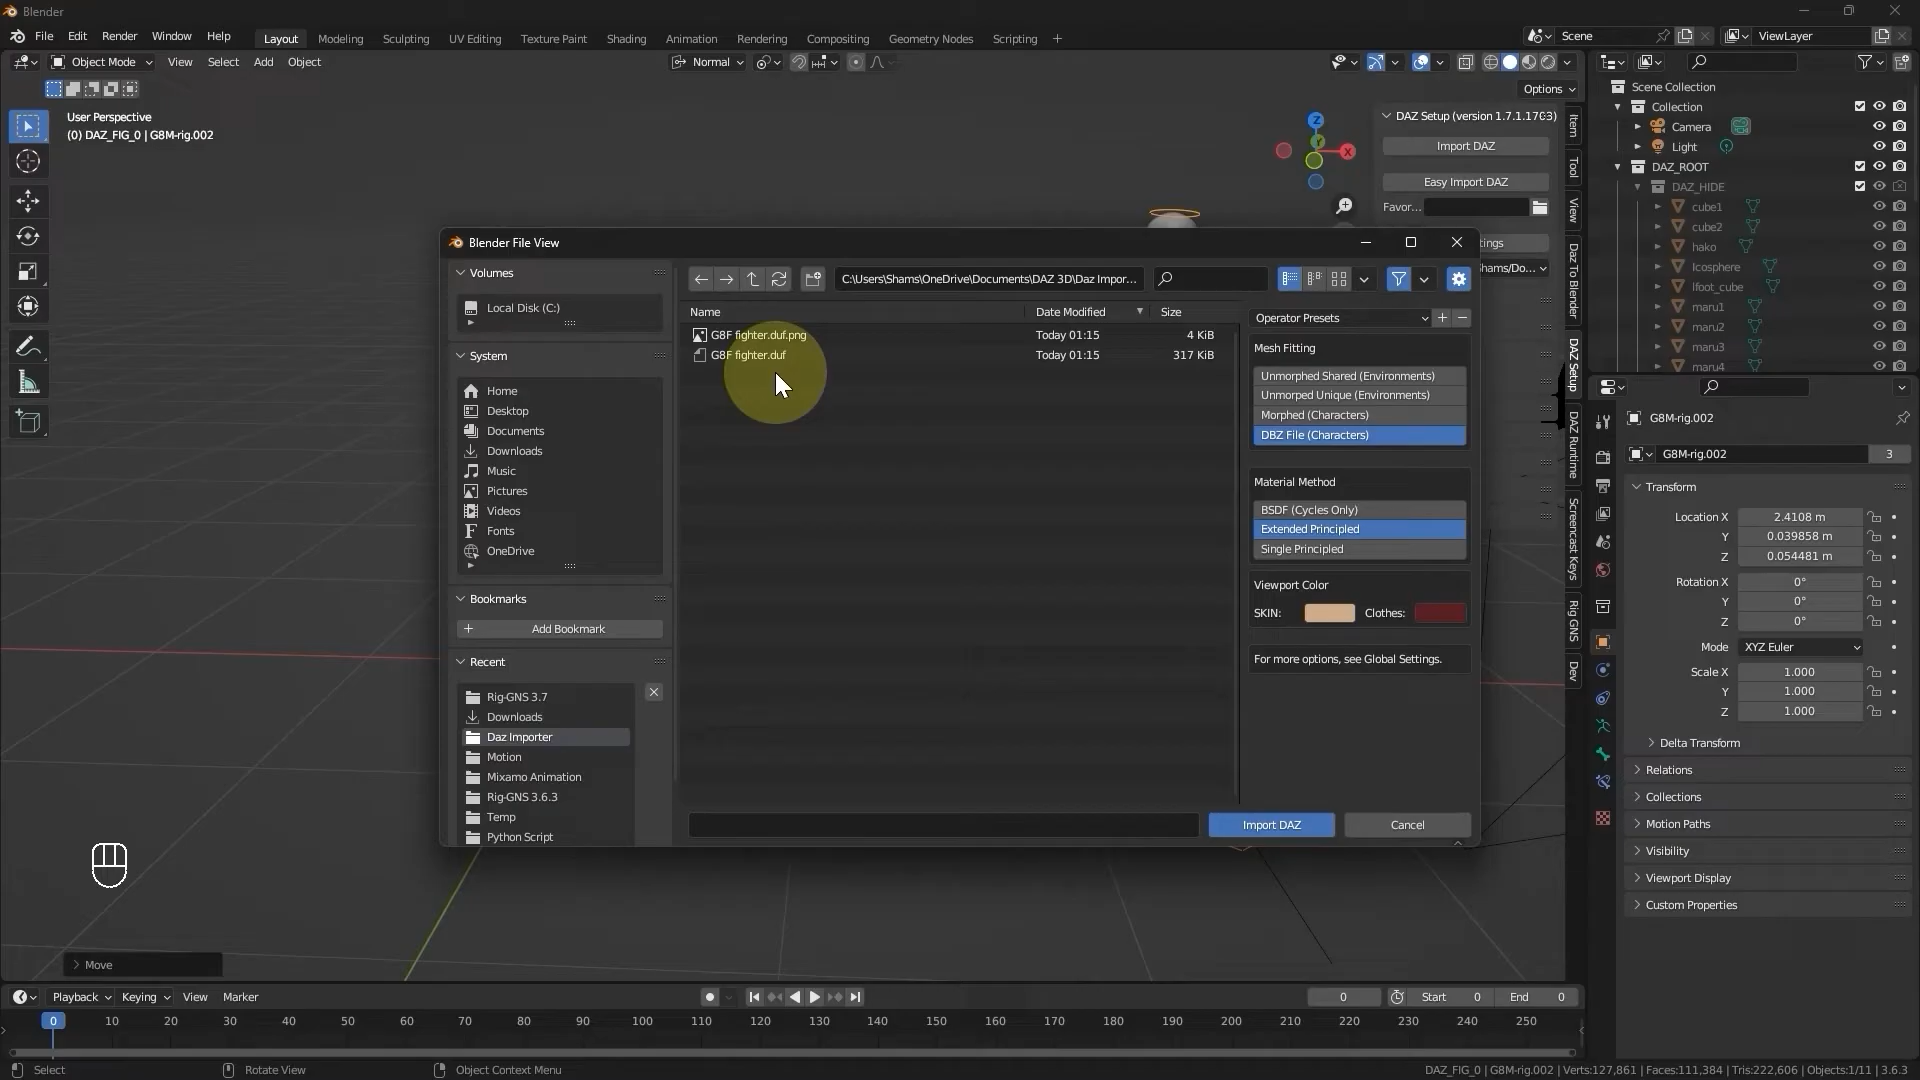 Blender
File Edit Render Window Help
Layout Modeling Sculpting UV Editing Texture Paint Shading Animation Rendering Compositing Geometry Nodes Scripting +
Scene
ViewLayer
Object Mode View Select Add Object
Normal
Options
User Perspective
(0) DAZ_FIG_0 | G8M-rig.002
Z
Y
X
DAZ Setup (version 1.7.1.1763)
Import DAZ
Easy Import DAZ
Favor...
tings
hams/Do...
Item
Tool
View
Daz To Blender
DAZ Setup
DAZ Runtime
Screencast Keys
Rig GNS
Dev
Scene Collection
Collection
Camera
Light
DAZ_ROOT
DAZ_HIDE
cube1
cube2
hako
Icosphere
lfoot_cube
maru1
maru2
maru3
maru4
Blender File View
Volumes
Local Disk (C:)
System
Home
Desktop
Documents
Downloads
Music
Pictures
Videos
Fonts
OneDrive
Bookmarks
Add Bookmark
Recent
Rig-GNS 3.7
Downloads
Daz Importer
Motion
Mixamo Animation
Rig-GNS 3.6.3
Temp
Python Script
C:\Users\Shams\OneDrive\Documents\DAZ 3D\Daz Impor...
Name Date Modified Size
G8F fighter.duf.png Today 01:15 4 KiB
G8F fighter.duf Today 01:15 317 KiB
Operator Presets
Mesh Fitting
Unmorphed Shared (Environments)
Unmorped Unique (Environments)
Morphed (Characters)
DBZ File (Characters)
Material Method
BSDF (Cycles Only)
Extended Principled
Single Principled
Viewport Color
SKIN: Clothes:
For more options, see Global Settings.
Import DAZ
Cancel
G8M-rig.002
G8M-rig.002 3
Transform
Location X 2.4108 m
Y 0.039858 m
Z 0.054481 m
Rotation X 0°
Y 0°
Z 0°
Mode XYZ Euler
Scale X 1.000
Y 1.000
Z 1.000
Delta Transform
Relations
Collections
Motion Paths
Visibility
Viewport Display
Custom Properties
Move
Playback Keying View Marker
0 Start 0 End 0
0 10 20 30 40 50 60 70 80 90 100 110 120 130 140 150 160 170 180 190 200 210 220 230 240 250
Select Rotate View Object Context Menu
DAZ_FIG_0 | G8M-rig.002 | Verts:127,861 | Faces:111,384 | Tris:222,606 | Objects:1/11 | 3.6.3